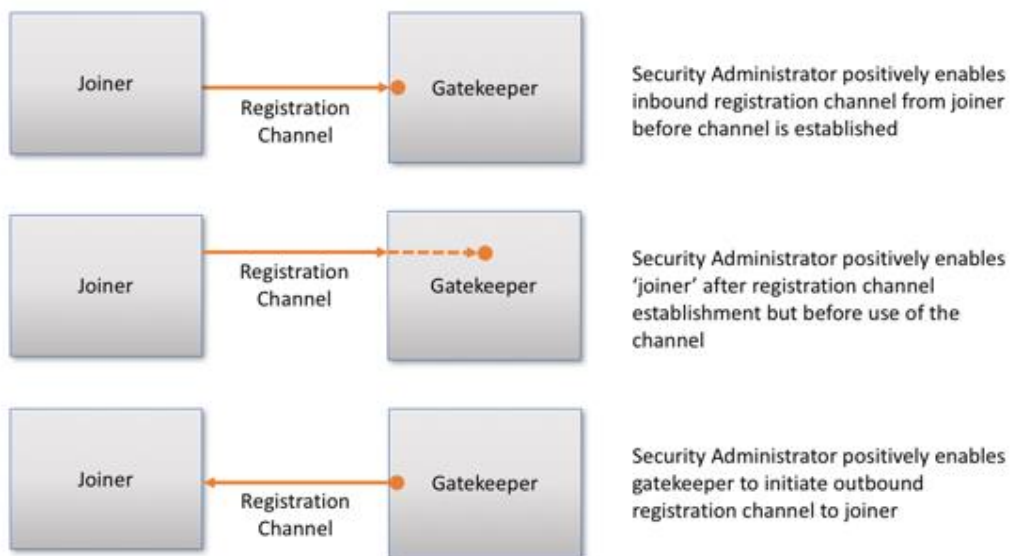 Joiner
Registration
Channel
Gatekeeper
Security Administrator positively enables
inbound registration channel from joiner
before channel is established
Joiner
Registration
Channel
Gatekeeper
Security Administrator positively enables
‘joiner’ after registration channel
establishment but before use of the
channel
Joiner
Registration
Channel
Gatekeeper
Security Administrator positively enables
gatekeeper to initiate outbound
registration channel to joiner